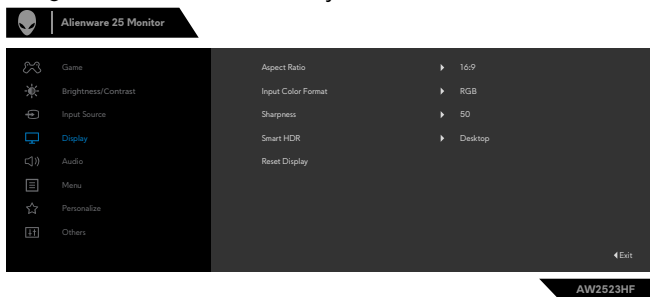 Alienware 25 Monitor
Game
Aspect Ratio 16:9
Brightness/Contrast Input Color Format RGB
Input Source Sharpness 50
Display Smart HDR Desktop
Audio Reset Display
Menu
Personalize
Others
Exit
AW2523HF